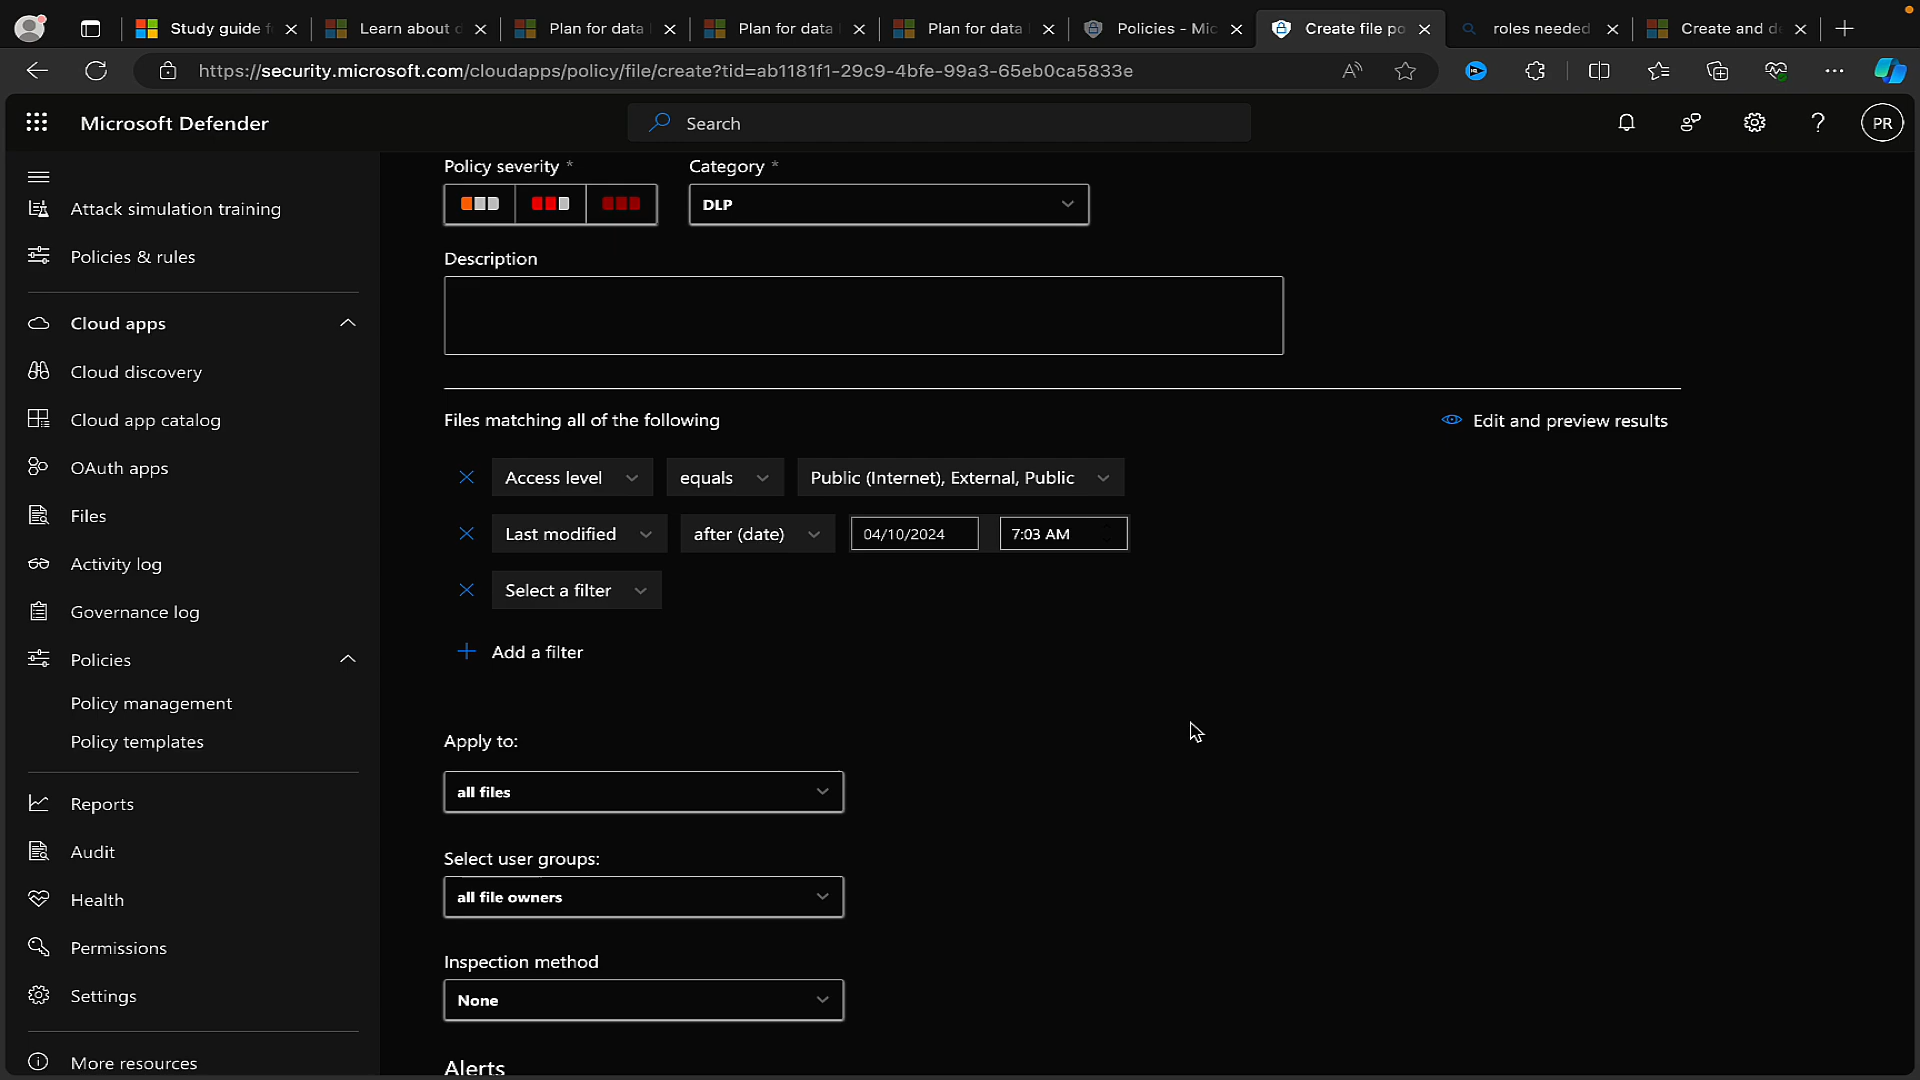 Study guide f
Learn about d
Plan for data
Plan for data
Plan for data
Policies - Mic
Create file po
roles needed
Create and de
https://security.microsoft.com/cloudapps/policy/file/create?tid=ab1181f1-29c9-4bfe-99a3-65eb0ca5833e
Microsoft Defender
Search
PR
Attack simulation training
Policies & rules
Cloud apps
Cloud discovery
Cloud app catalog
OAuth apps
Files
Activity log
Governance log
Policies
Policy management
Policy templates
Reports
Audit
Health
Permissions
Settings
More resources
Policy severity *
Category *
DLP
Description
Files matching all of the following
Edit and preview results
Access level equals Public (Internet), External, Public
Last modified after (date) 04/10/2024 7:03 AM
Select a filter
Add a filter
Apply to:
all files
Select user groups:
all file owners
Inspection method
None
Alerts